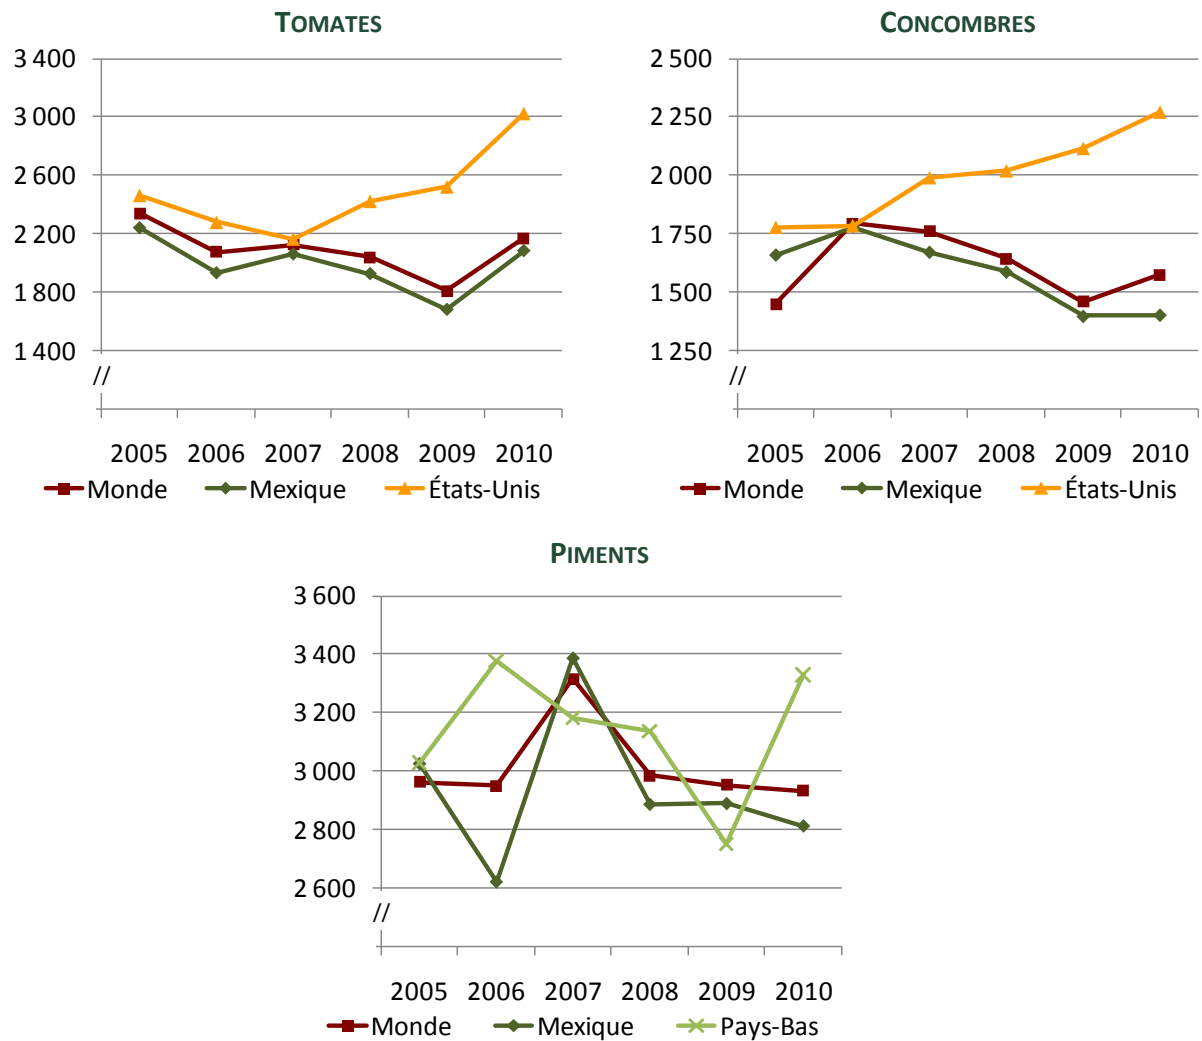 TOMATES
3 400
3 000
2 600
2 200
1 800
1 400
//
2005 2006 2007 2008 2009 2010
Monde Mexique États-Unis
CONCOMBRES
2 500
2 250
2 000
1 750
1 500
1 250
//
2005 2006 2007 2008 2009 2010
Monde Mexique États-Unis
PIMENTS
3 600
3 400
3 200
3 000
2 800
2 600
//
2005 2006 2007 2008 2009 2010
Monde Mexique Pays-Bas